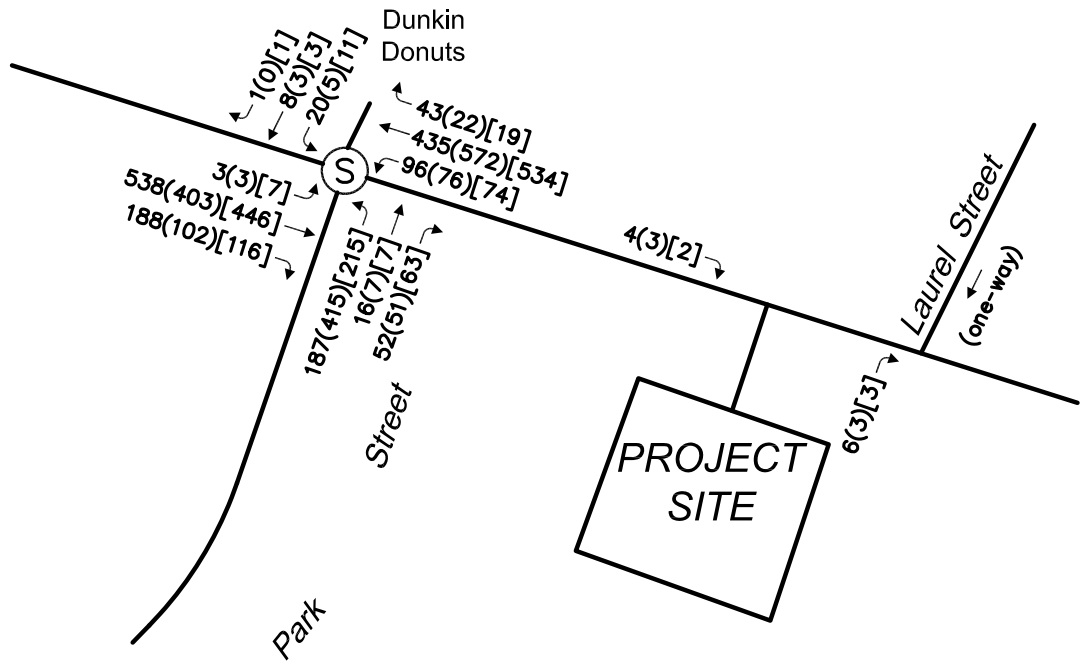 Dunkin
Donuts
1(0)[1]
8(3)[3]
20(5)[11]
43(22)[19]
435(572)[534]
96(76)[74]
S
3(3)[7]
538(403)[446]
188(102)[116]
187(415)[215]
16(7)[7]
52(51)[63]
4(3)[2]
Laurel Street
(one-way)
6(3)[3]
PROJECT
SITE
Park Street